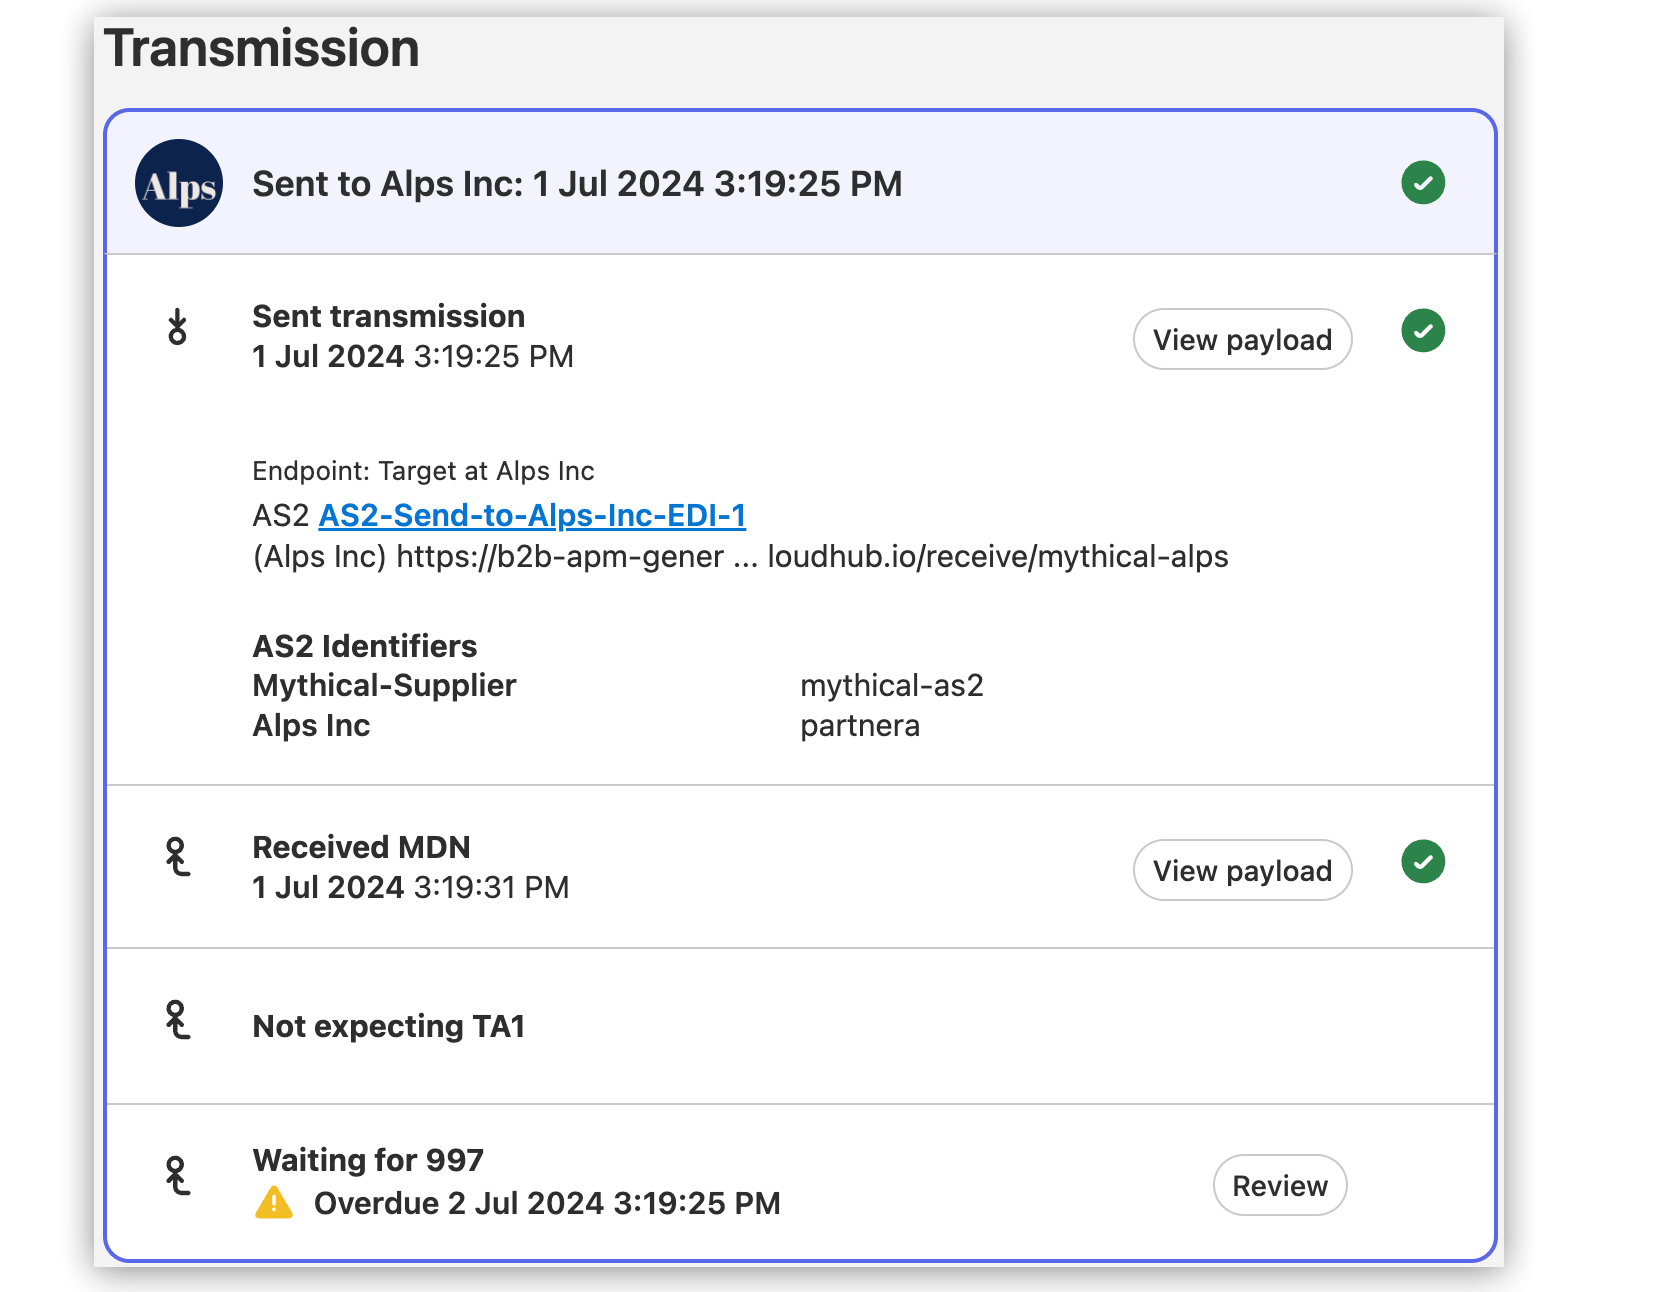 Transmission
Alps
Sent to Alps Inc: 1 Jul 2024 3:19:25 PM
Sent transmission
View payload
1 Jul 2024 3:19:25 PM
Endpoint: Target at Alps Inc
AS2 AS2-Send-to-Alps-Inc-EDI-1
(Alps Inc) https://b2b-apm-gener ... loudhub.io/receive/mythical-alps
AS2 Identifiers
Mythical-Supplier mythical-as2
Alps Inc partnera
Received MDN
View payload
1 Jul 2024 3:19:31 PM
Not expecting TA1
Waiting for 997
Review
Overdue 2 Jul 2024 3:19:25 PM